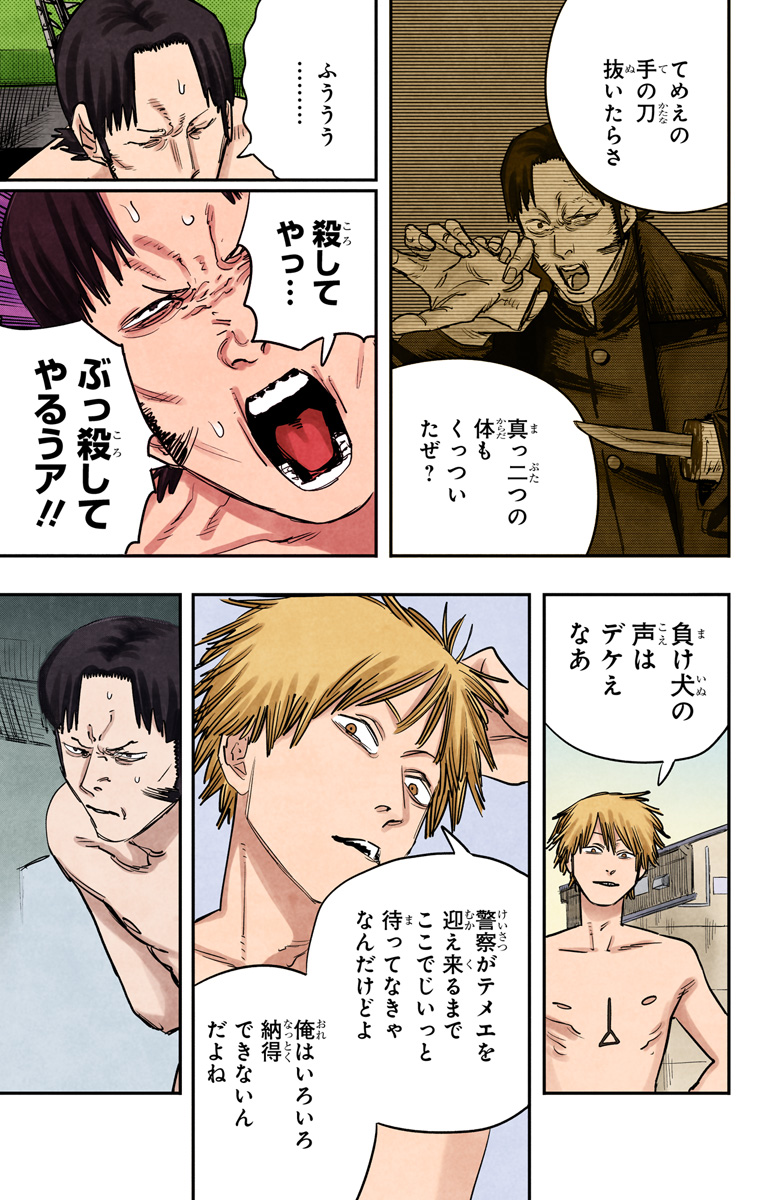 てめえの
手の刀
抜いたらさ
真っ二つの
体も
くっつい
たぜ？
ふううう
………
殺して
やっ…
ぶっ殺して
やるうア!!
負け犬の
声は
デケえ
なあ
警察がテメエを
迎え来るまで
ここでじいっと
待ってなきゃ
なんだけどよ
俺はいろいろ
納得
できないん
だよね